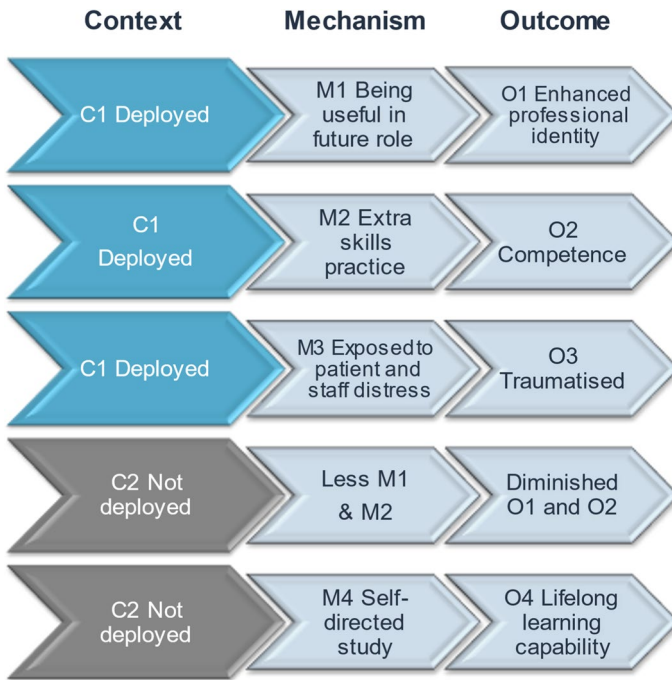 Context Mechanism Outcome
C1 Deployed
M1 Being
useful in
future role
O1 Enhanced
professional
identity
C1
Deployed
M2 Extra
skills
practice
O2
Competence
C1 Deployed
M3 Exposed to
patient and
staff distress
O3
Traumatised
C2 Not
deployed
Less M1
& M2
Diminished
O1 and O2
C2 Not
deployed
M4 Self-
directed
study
O4 Lifelong
learning
capability